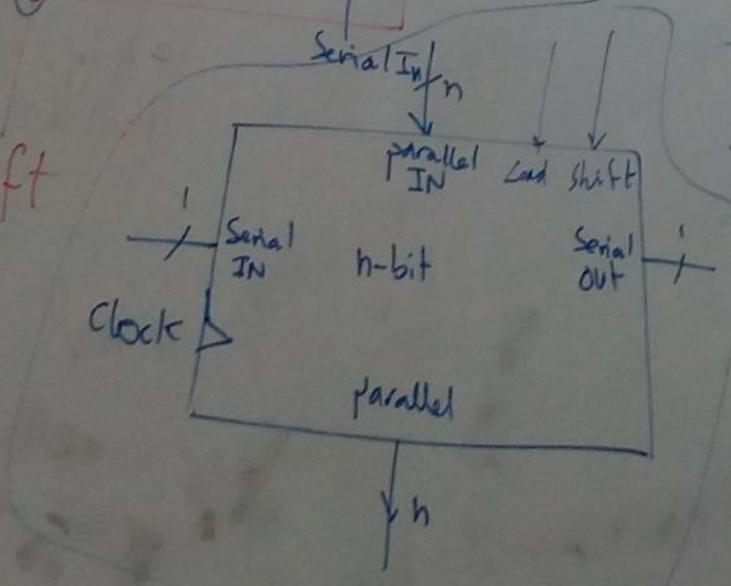 Serial In
n
ft
parallel
IN
Load
Shift
1
Serial
IN
n-bit
Serial
OUT
1
Clock
parallel
n